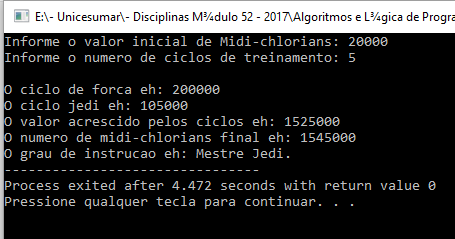 E:\- Unicesumar\- Disciplinas M¾dulo 52 - 2017\Algoritmos e L¾gica de Progra
Informe o valor inicial de Midi-chlorians: 20000
Informe o numero de ciclos de treinamento: 5
O ciclo de forca eh: 200000
O ciclo jedi eh: 105000
O valor acrescido pelos ciclos eh: 1525000
O numero de midi-chlorians final eh: 1545000
O grau de instrucao eh: Mestre Jedi.
--------------------------------
Process exited after 4.472 seconds with return value 0
Pressione qualquer tecla para continuar. . .